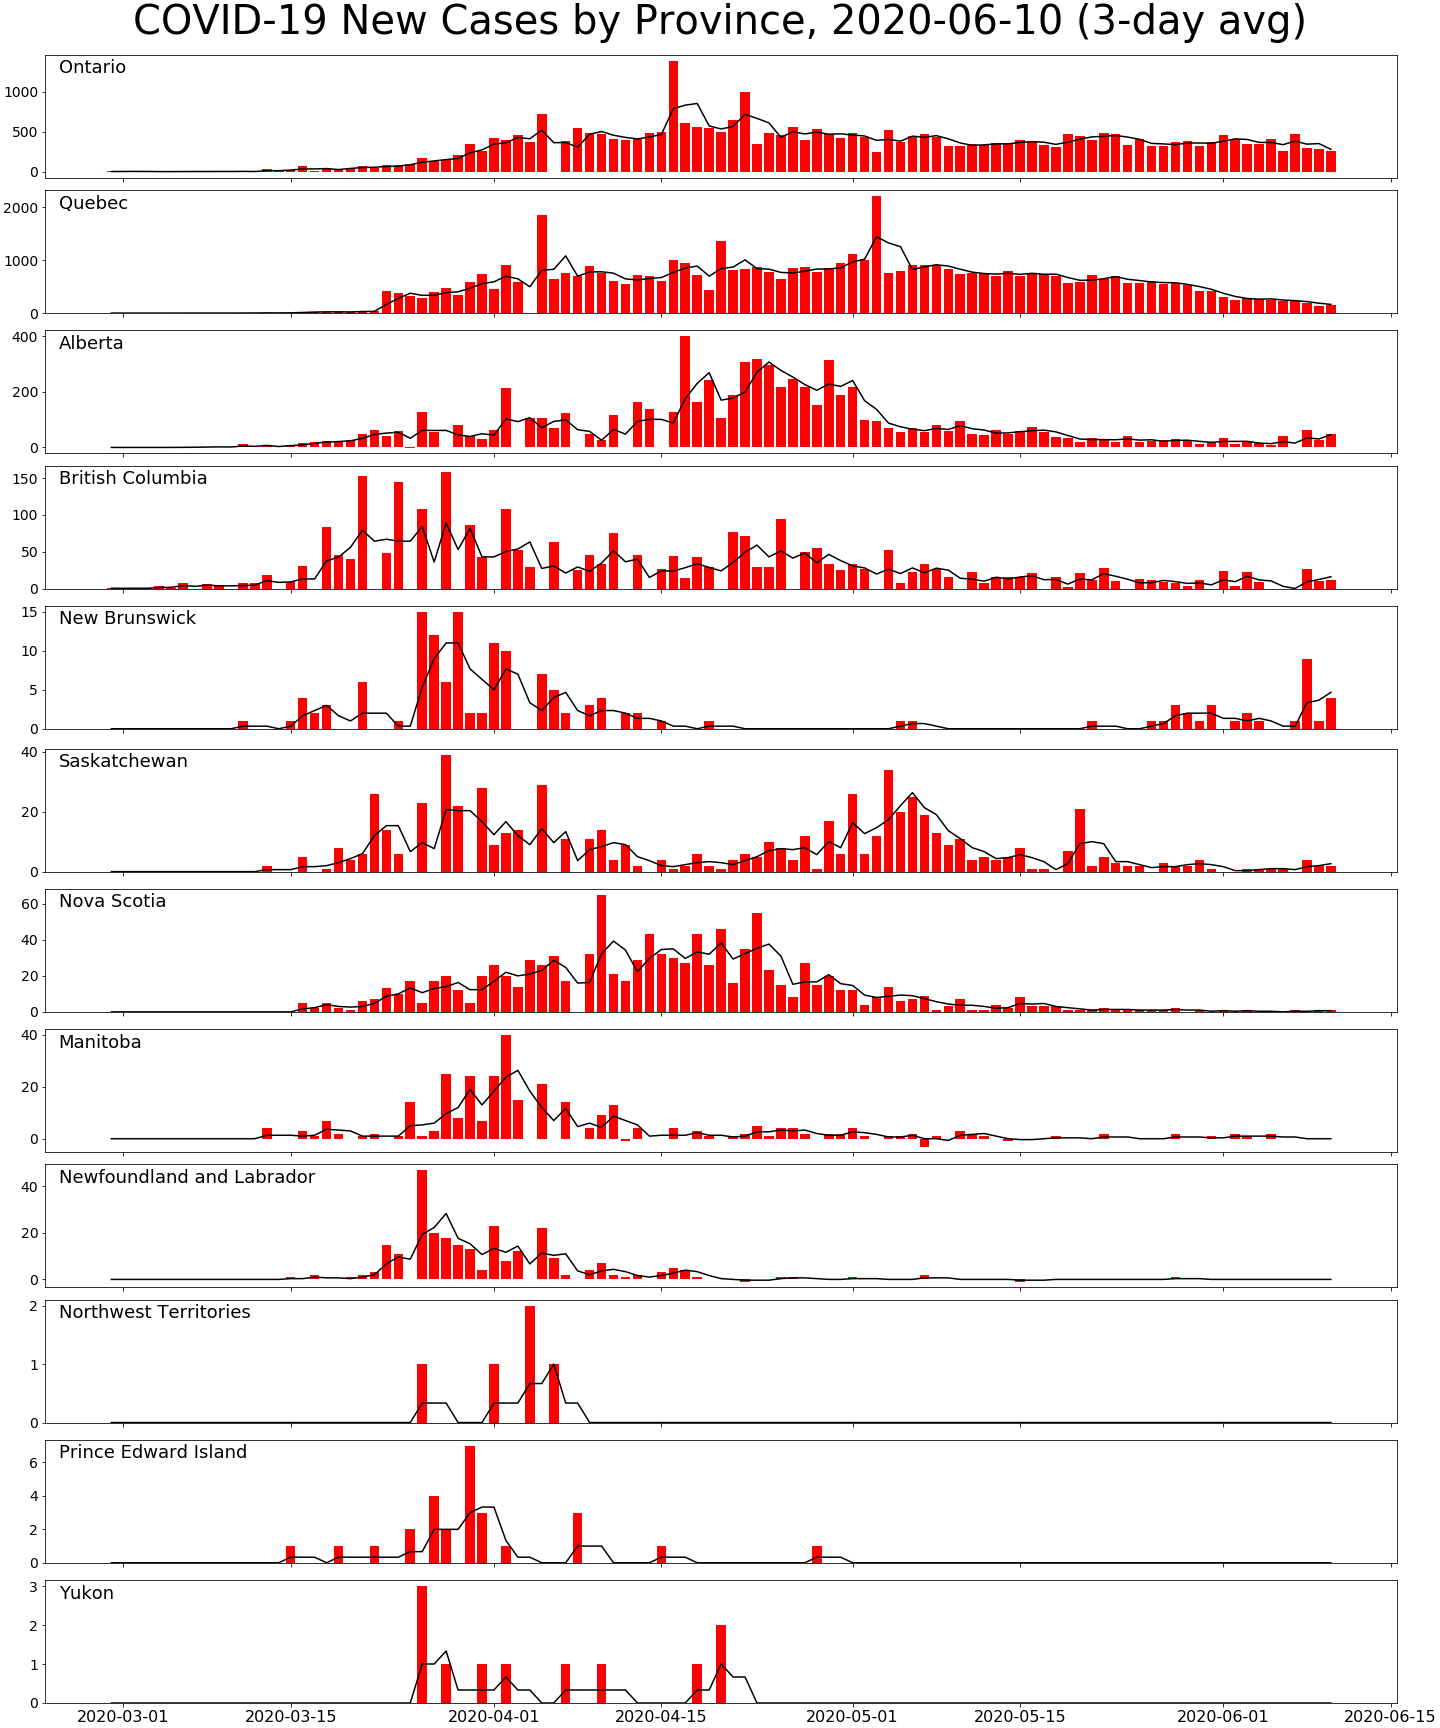 COVID-19 New Cases by Province, 2020-06-10 (3-day avg)
Ontario
1000
500
0
Quebec
2000
1000
0
Alberta
400
200
0
British Columbia
150
100
50
0
New Brunswick
15
10
5
0
Saskatchewan
40
20
0
Nova Scotia
60
40
20
0
Manitoba
40
20
0
Newfoundland and Labrador
40
20
0
Northwest Territories
2
1
0
Prince Edward Island
6
4
2
0
Yukon
3
2
1
0
2020-03-01 2020-03-15 2020-04-01 2020-04-15 2020-05-01 2020-05-15 2020-06-01 2020-06-15